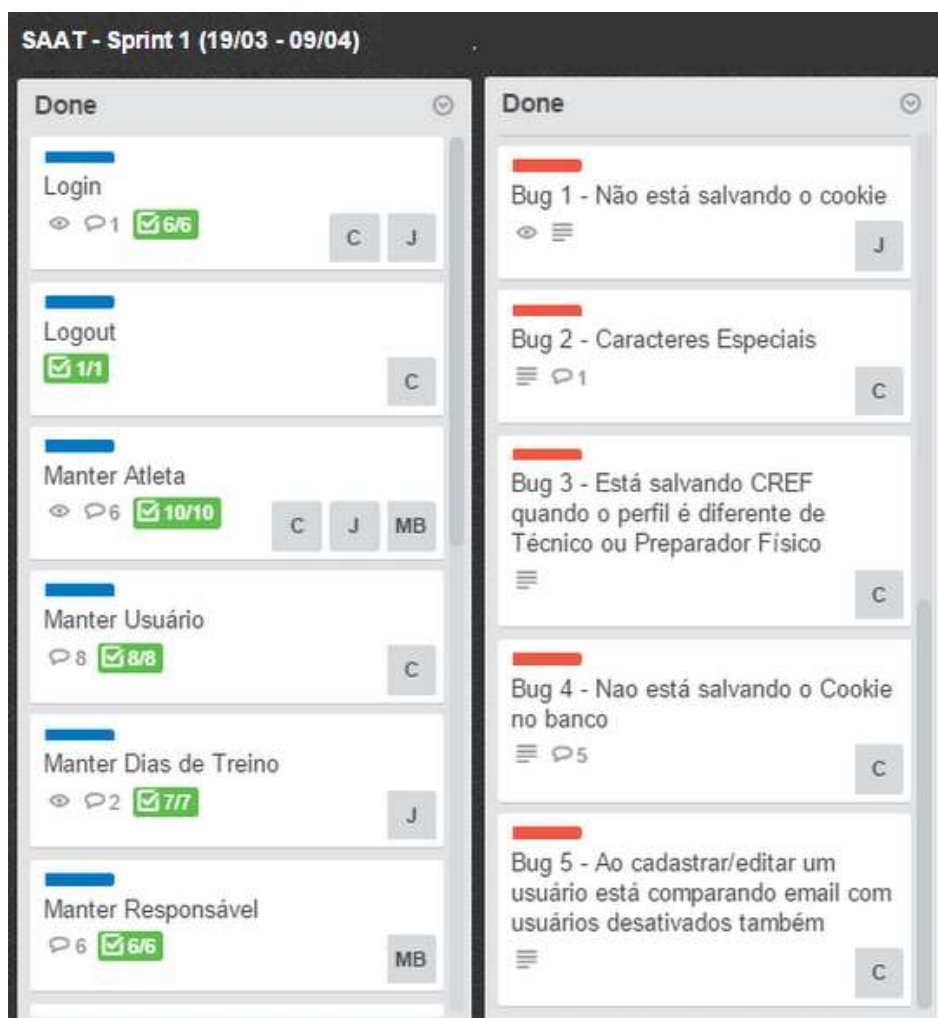 SAAT - Sprint 1 (19/03 - 09/04)
Done
Login
1 6/6
C J
Logout
1/1
C
Manter Atleta
6 10/10
C J MB
Manter Usuário
8 8/8
C
Manter Dias de Treino
2 7/7
J
Manter Responsável
6 6/6
MB
Done
Bug 1 - Não está salvando o cookie
J
Bug 2 - Caracteres Especiais
1
C
Bug 3 - Está salvando CREF
quando o perfil é diferente de
Técnico ou Preparador Físico
C
Bug 4 - Nao está salvando o Cookie
no banco
5
C
Bug 5 - Ao cadastrar/editar um
usuário está comparando email com
usuários desativados também
C